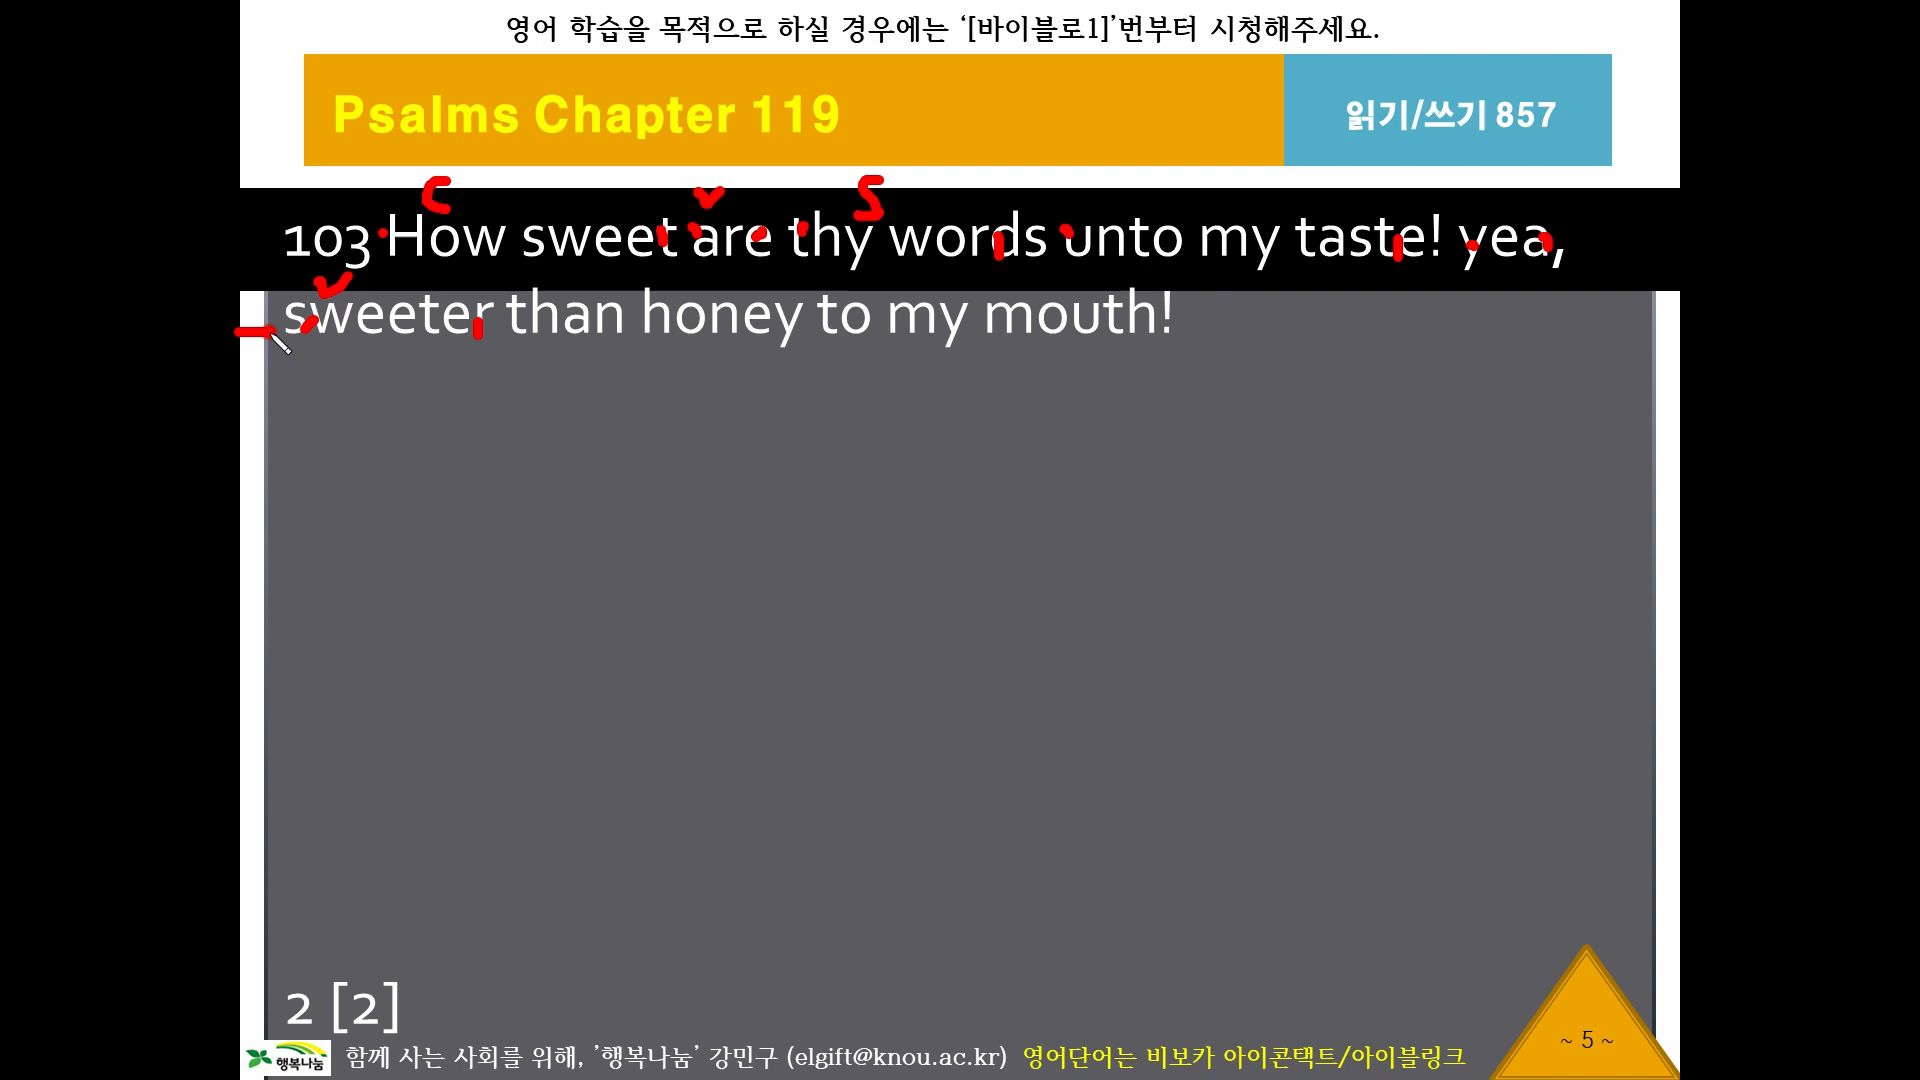 영어 학습을 목적으로 하실 경우에는 ‘[바이블로1]’번부터 시청해주세요.
Psalms Chapter 119
읽기/쓰기 857
c v s
103 How sweet are thy words unto my taste! yea,
v
sweeter than honey to my mouth!
2 [2]
~ 5 ~
행복나눔
함께 사는 사회를 위해, ’행복나눔’ 강민구 (elgift@knou.ac.kr) 영어단어는 비보카 아이콘택트/아이블링크